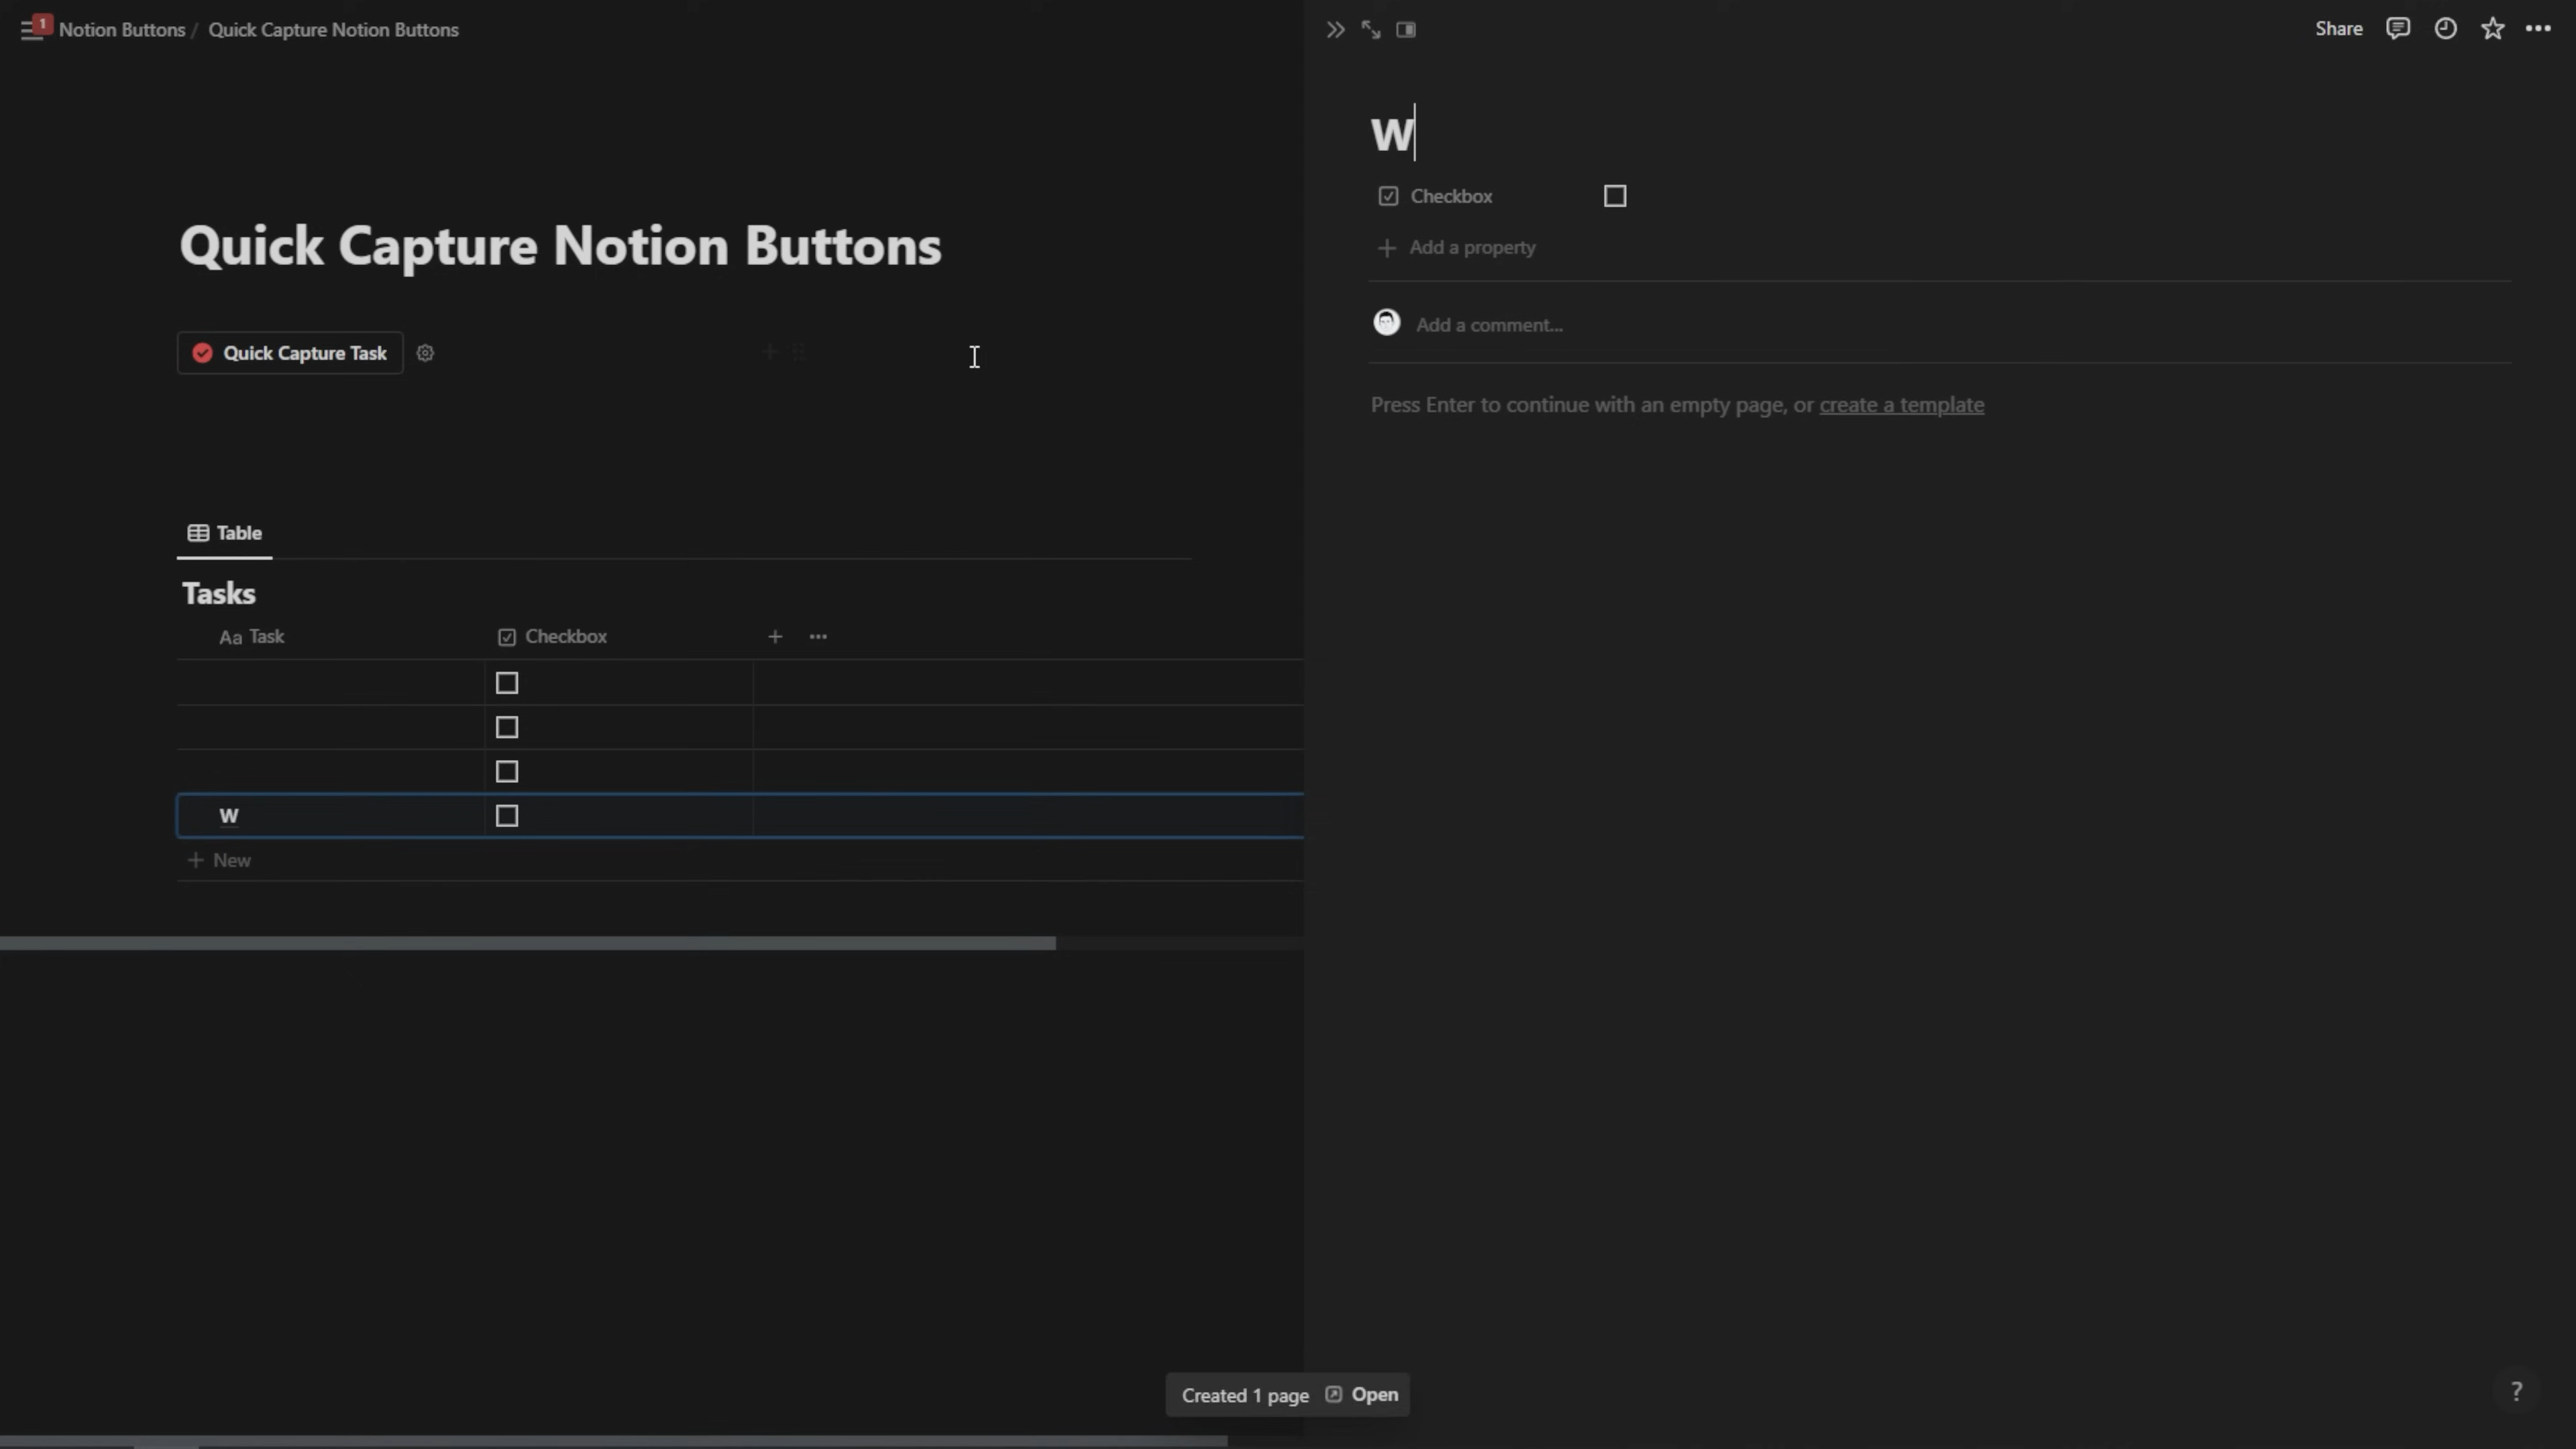 1
Notion Buttons / Quick Capture Notion Buttons
Share
W
Checkbox
Add a property
Add a comment...
Press Enter to continue with an empty page, or create a template
Quick Capture Notion Buttons
Quick Capture Task
Table
Tasks
Aa Task
Checkbox
W
New
Created 1 page Open
?